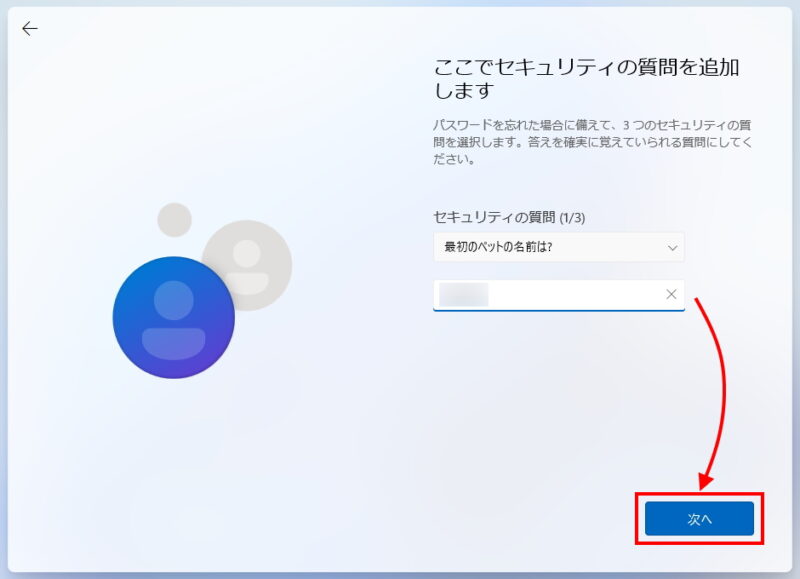 ここでセキュリティの質問を追加
します
パスワードを忘れた場合に備えて、3 つのセキュリティの質
問を選択します。答えを確実に覚えていられる質問にしてく
ださい。
セキュリティの質問 (1/3)
最初のペットの名前は?
次へ